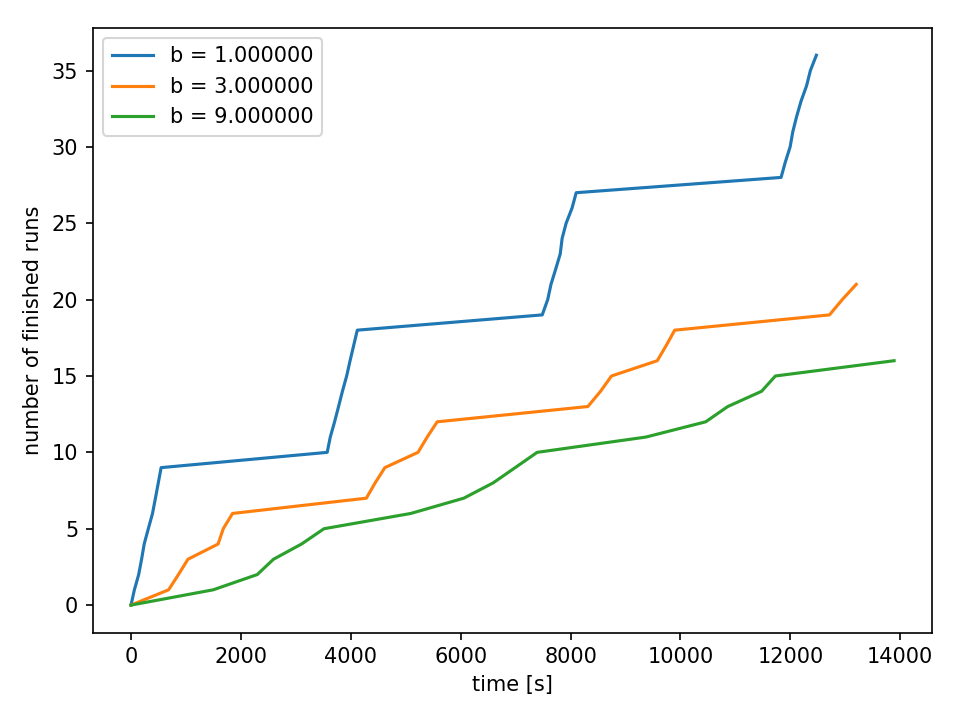 b = 1.000000
b = 3.000000
b = 9.000000
35
30
25
20
15
10
5
0
number of finished runs
0 2000 4000 6000 8000 10000 12000 14000
time [s]